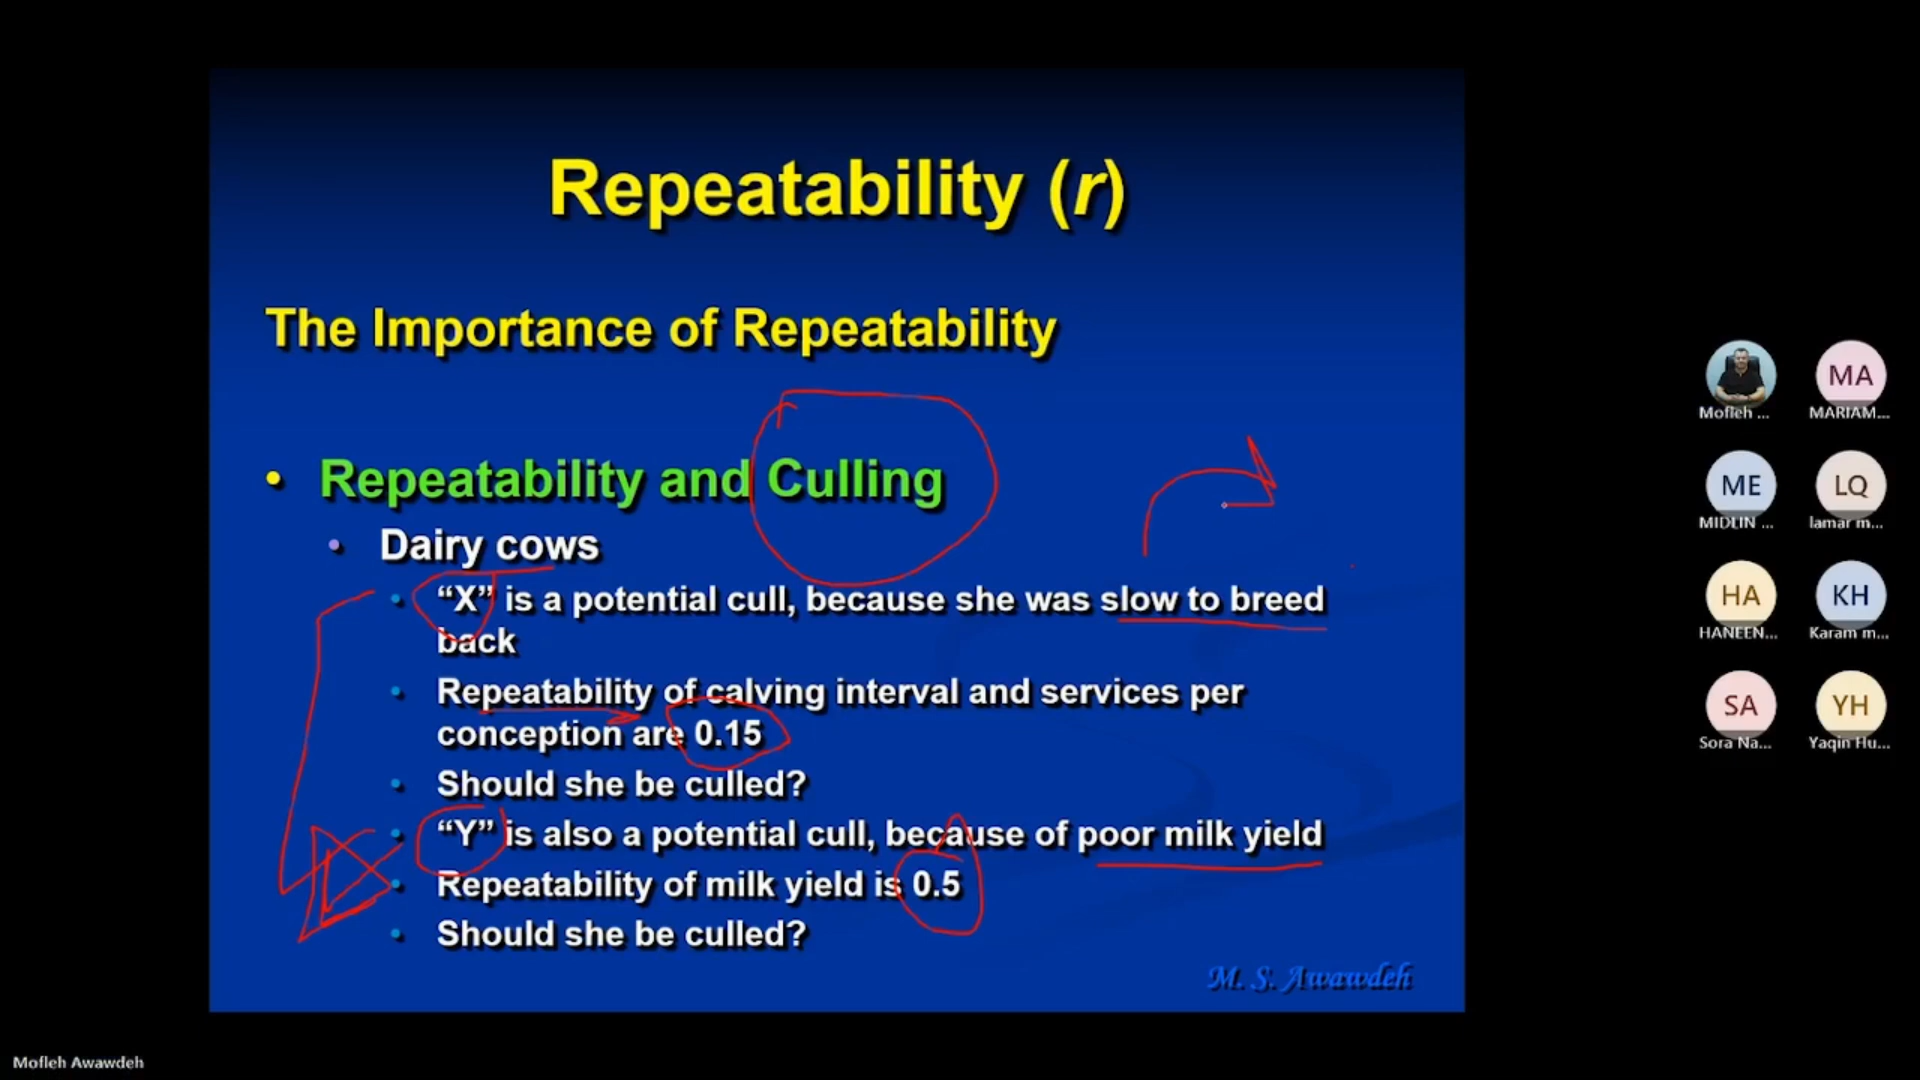 Repeatability (r)
The Importance of Repeatability
• Repeatability and Culling
• Dairy cows
• “X” is a potential cull, because she was slow to breed
back
• Repeatability of calving interval and services per
conception are 0.15
• Should she be culled?
• “Y” is also a potential cull, because of poor milk yield
• Repeatability of milk yield is 0.5
• Should she be culled?
M. S. Awawdeh
Mofleh ...
MA
MARIAM...
ME
MIDLIN ...
LQ
lamar m...
HA
HANEEN...
KH
Karam m...
SA
Sora Na...
YH
Yaqin Hu...
Mofleh Awawdeh